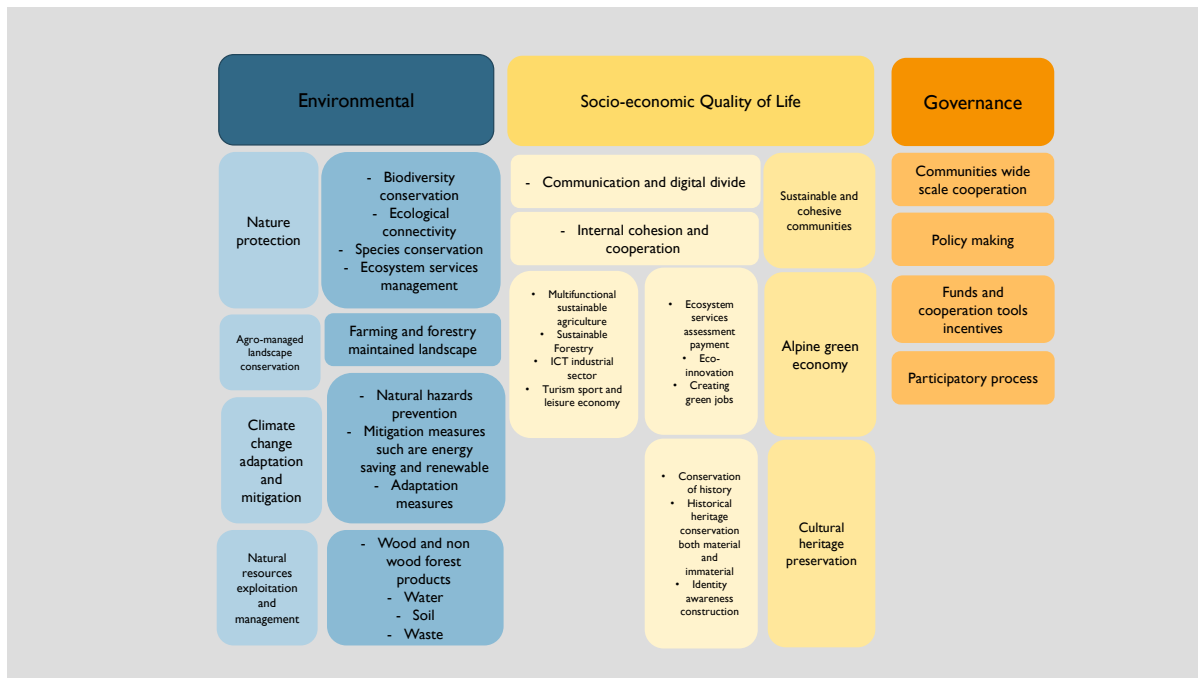 Environmental
Socio-economic Quality of Life
Governance
Nature
protection
- Biodiversity
conservation
- Ecological
connectivity
- Species conservation
- Ecosystem services
management
Agro-managed
landscape
conservation
Farming and forestry
maintained landscape
Climate
change
adaptation
and
mitigation
- Natural hazards
prevention
- Mitigation measures
such are energy
saving and renewable
- Adaptation
measures
Natural
resources
exploitation
and
management
- Wood and non
wood forest
products
- Water
- Soil
- Waste
- Communication and digital divide
- Internal cohesion and
cooperation
Sustainable and
cohesive
communities
• Multifunctional
sustainable
agriculture
• Sustainable
Forestry
• ICT industrial
sector
• Turism sport and
leisure economy
• Ecosystem
services
assessment
payment
• Eco-
innovation
• Creating
green jobs
Alpine green
economy
• Conservation
of history
• Historical
heritage
conservation
both material
and
immaterial
• Identity
awareness
construction
Cultural
heritage
preservation
Communities wide
scale cooperation
Policy making
Funds and
cooperation tools
incentives
Participatory process